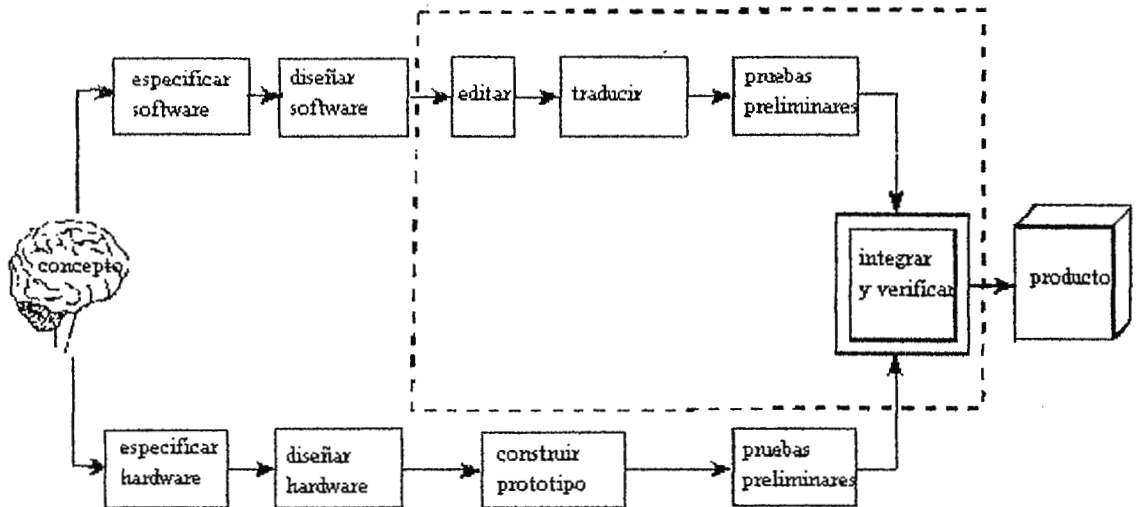 especificar
software
diseñar
software
editar
traducir
pruebas
preliminares
concepto
integrar
y verificar
producto
especificar
hardware
diseñar
hardware
construir
prototipo
pruebas
preliminares